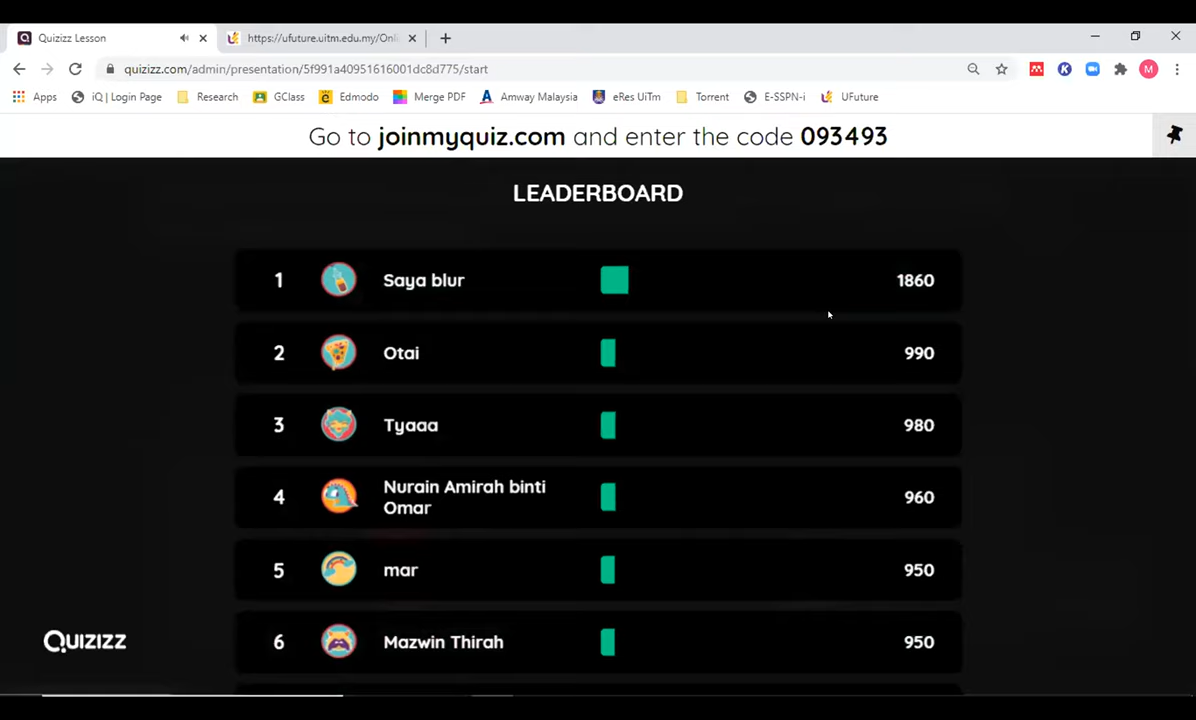 Quizizz Lesson
https://ufuture.uitm.edu.my/Onli
quizizz.com/admin/presentation/5f991a40951616001dc8d775/start
Apps iQ | Login Page Research GClass Edmodo Merge PDF Amway Malaysia eRes UiTm Torrent E-SSPN-i UFuture
Go to joinmyquiz.com and enter the code 093493
LEADERBOARD
1 Saya blur 1860
2 Otai 990
3 Tyaaa 980
4 Nurain Amirah binti
Omar 960
5 mar 950
6 Mazwin Thirah 950
Quizizz